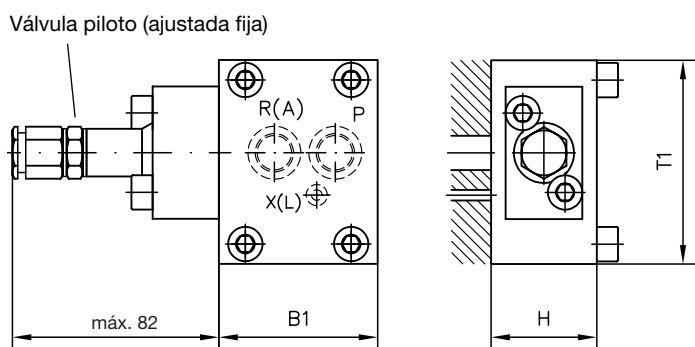 Válvula piloto (ajustada fija)
R(A)
P
X(L)
T1
máx. 82
B1
H